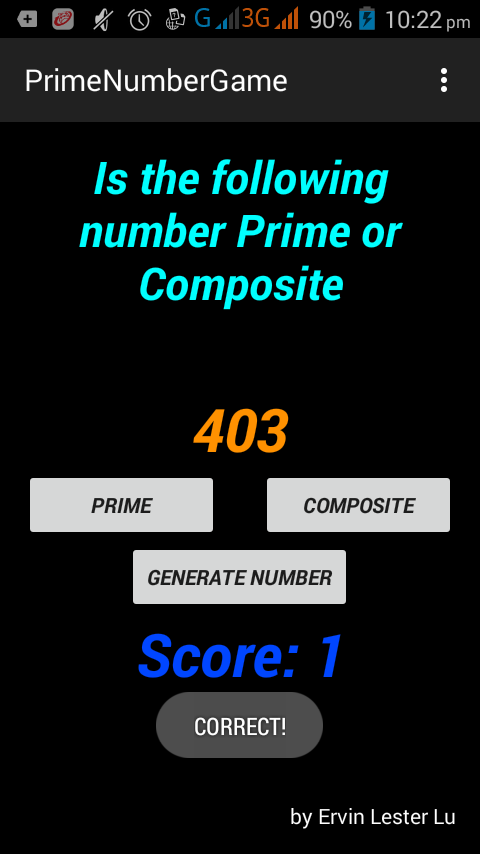 G 3G 90% 10:22 pm
PrimeNumberGame
Is the following
number Prime or
Composite
403
PRIME COMPOSITE
GENERATE NUMBER
Score: 1
CORRECT!
by Ervin Lester Lu